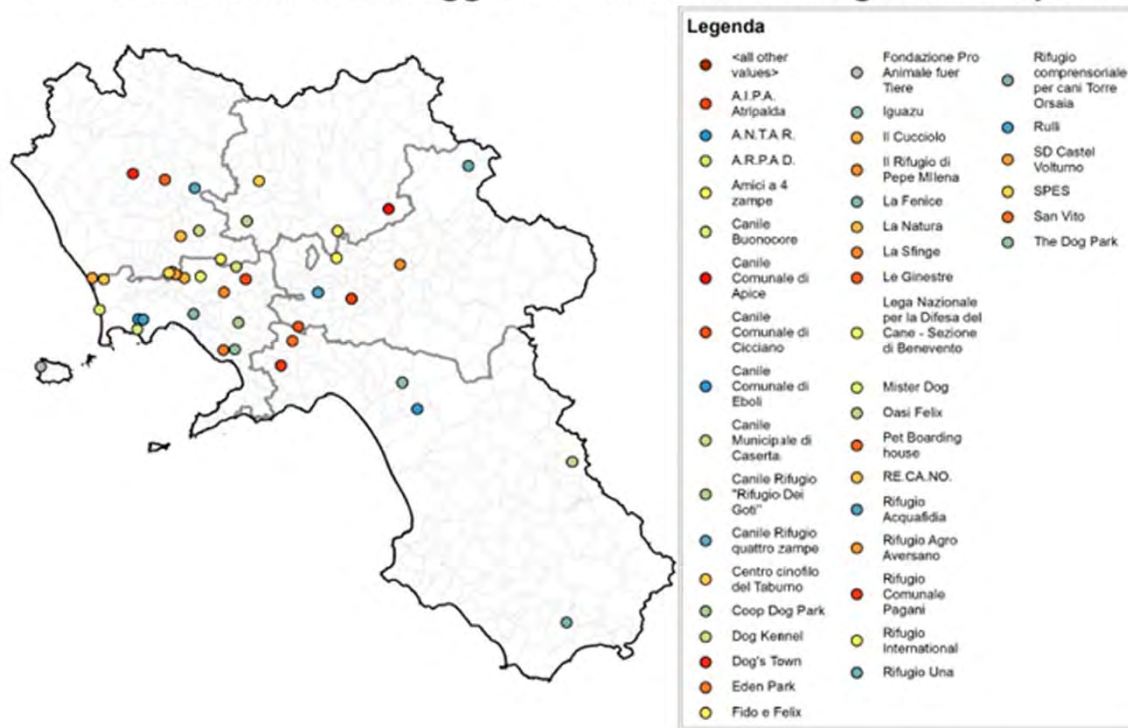 Legenda
<all other
values>
A.I.P.A.
Atripalda
A.N.T.A R.
A.R.P.A D.
Amici a 4
zampe
Canile
Buonocore
Canile
Comunale di
Apice
Canile
Comunale di
Cicciano
Canile
Comunale di
Eboli
Canile
Municipale di
Caserta
Canile Rifugio
"Rifugio Dei
Goti"
Canile Rifugio
quattro zampe
Centro cinofilo
del Taburno
Coop Dog Park
Dog Kennel
Dog's Town
Eden Park
Fido e Felix
Fondazione Pro
Animale fuer
Tiere
Iguazu
Il Cucciolo
Il Rifugio di
Pepe Milena
La Fenice
La Natura
La Sfinge
Le Ginestre
Lega Nazionale
per la Difesa del
Cane - Sezione
di Benevento
Mister Dog
Oasi Felix
Pet Boarding
house
RE.CA.NO.
Rifugio
Acquafidia
Rifugio Agro
Aversano
Rifugio
Comunale
Pagani
Rifugio
International
Rifugio Una
Rifugio
comprensoriale
per cani Torre
Orsaia
Rulli
SD Castel
Volturno
SPES
San Vito
The Dog Park